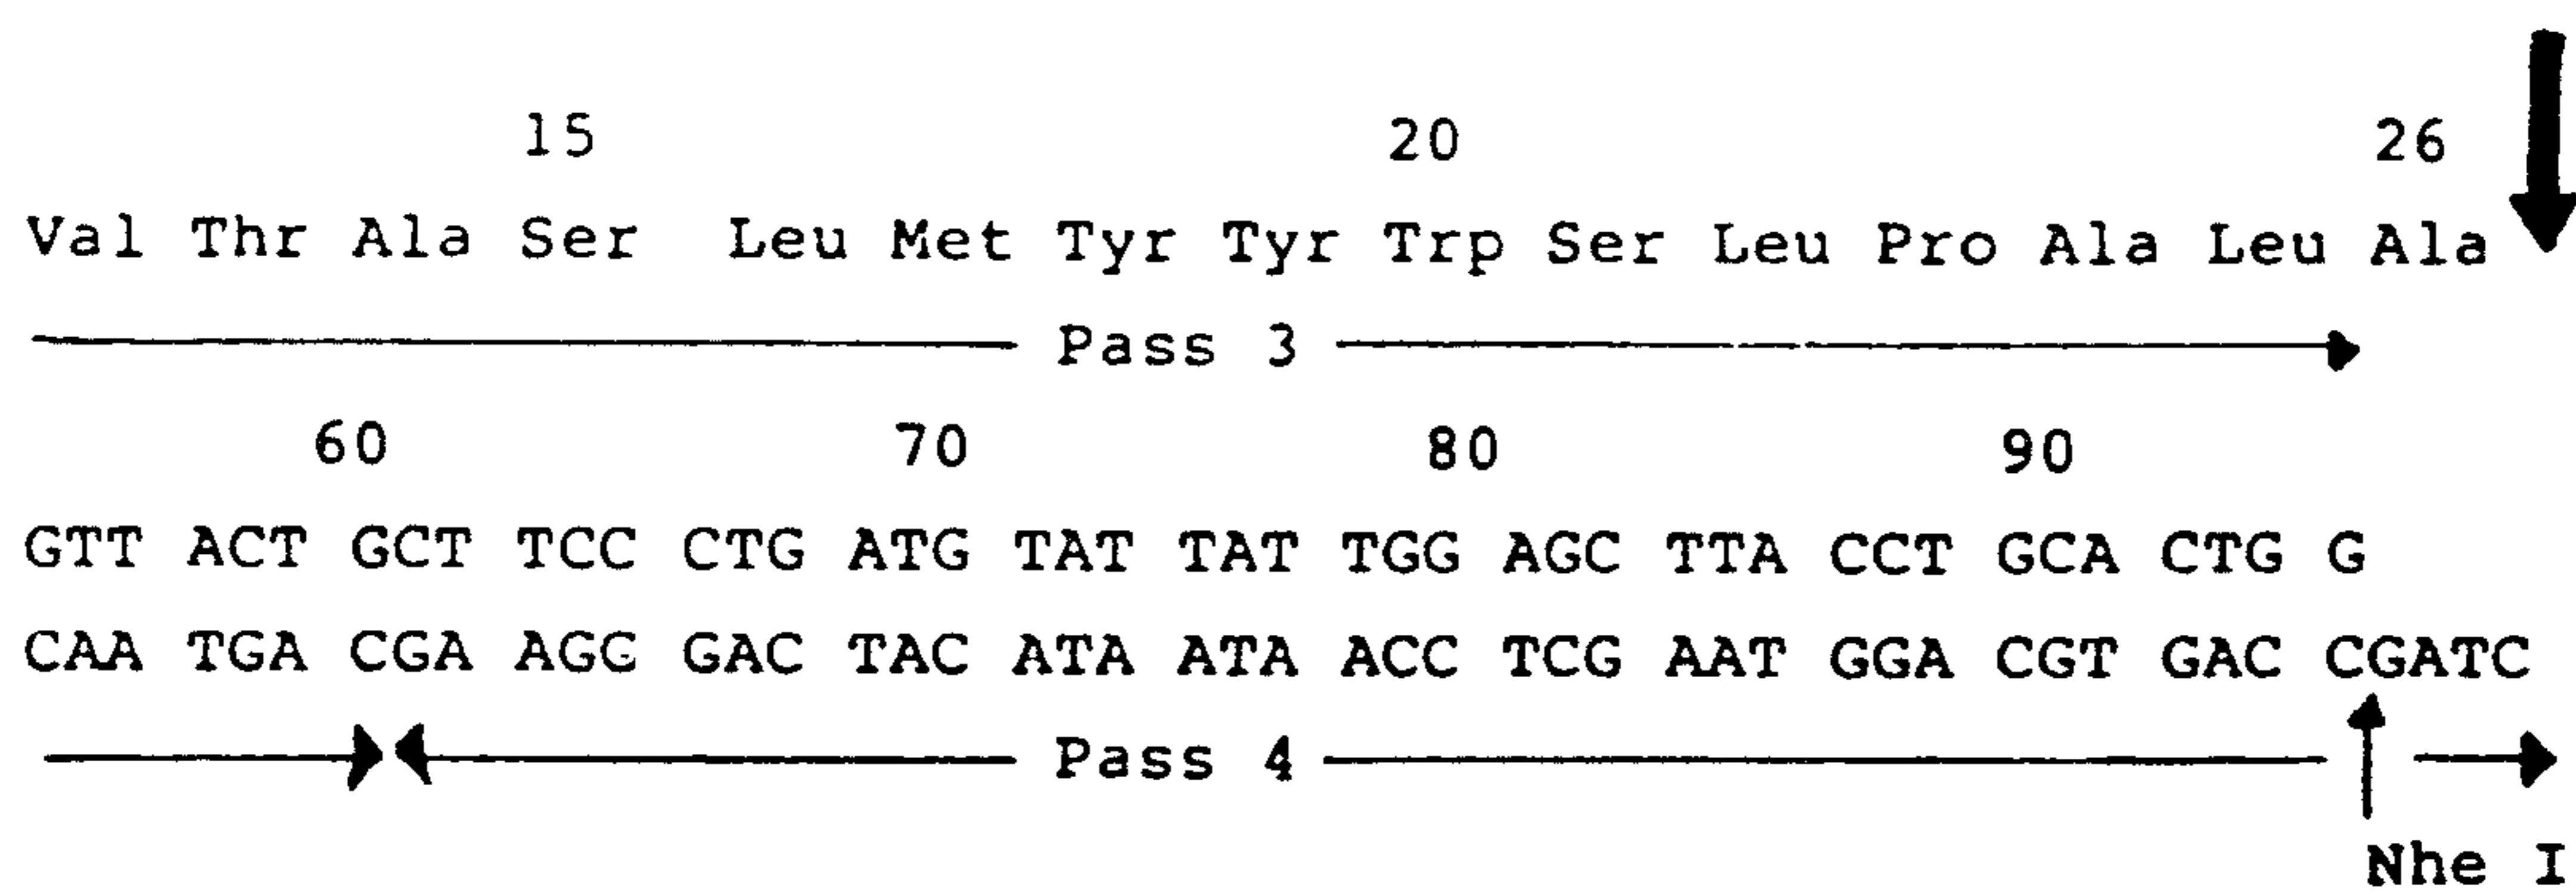 15 20 26
Val Thr Ala Ser Leu Met Tyr Tyr Trp Ser Leu Pro Ala Leu Ala
Pass 3
60 70 80 90
GTT ACT GCT TCC CTG ATG TAT TAT TGG AGC TTA CCT GCA CTG G
CAA TGA CGA AGG GAC TAC ATA ATA ACC TCG AAT GGA CGT GAC CGATC
Pass 4
Nhe I